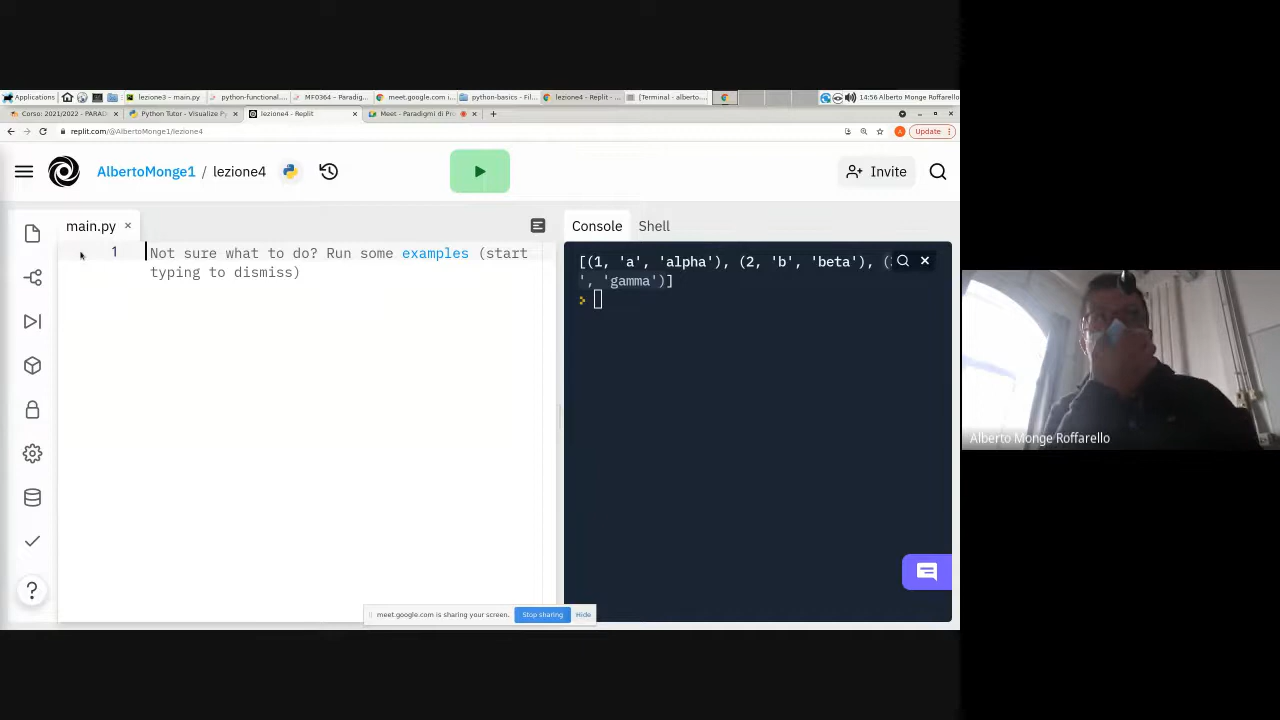 Applications
lezione3 – main.py
python-functional....
MF0364 – Paradig...
meet.google.com i...
python-basics - Fil...
lezione4 - Replit - ...
[Terminal - alberto...
14:56 Alberto Monge Roffarello
Corso: 2021/2022 - PARAD
Python Tutor - Visualize Py
lezione4 - Replit
Meet - Paradigmi di Pr
replit.com/@AlbertoMonge1/lezione4
Update
AlbertoMonge1 / lezione4
Invite
main.py
Console
Shell
1
Not sure what to do? Run some examples (start
typing to dismiss)
[(1, 'a', 'alpha'), (2, 'b', 'beta'), (
', 'gamma')]
meet.google.com is sharing your screen.
Stop sharing
Hide
Alberto Monge Roffarello